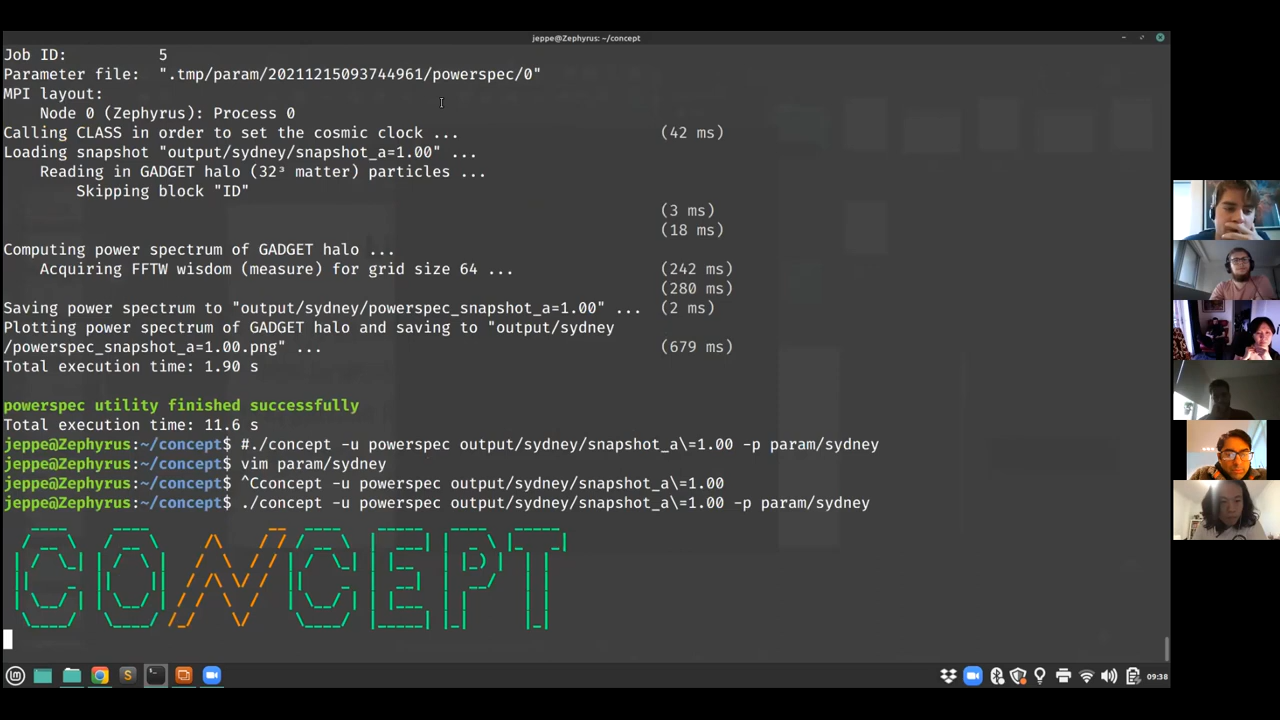 jeppe@Zephyrus: ~/concept
Job ID: 5
Parameter file: ".tmp/param/20211215093744961/powerspec/0"
MPI layout:
Node 0 (Zephyrus): Process 0
Calling CLASS in order to set the cosmic clock ... (42 ms)
Loading snapshot "output/sydney/snapshot_a=1.00" ...
Reading in GADGET halo (32³ matter) particles ...
Skipping block "ID"
(3 ms)
(18 ms)
Computing power spectrum of GADGET halo ...
Acquiring FFTW wisdom (measure) for grid size 64 ... (242 ms)
(280 ms)
Saving power spectrum to "output/sydney/powerspec_snapshot_a=1.00" ... (2 ms)
Plotting power spectrum of GADGET halo and saving to "output/sydney
/powerspec_snapshot_a=1.00.png" ... (679 ms)
Total execution time: 1.90 s
powerspec utility finished successfully
Total execution time: 11.6 s
jeppe@Zephyrus:~/concept$ #./concept -u powerspec output/sydney/snapshot_a\=1.00 -p param/sydney
jeppe@Zephyrus:~/concept$ vim param/sydney
jeppe@Zephyrus:~/concept$ ^Cconcept -u powerspec output/sydney/snapshot_a\=1.00
jeppe@Zephyrus:~/concept$ ./concept -u powerspec output/sydney/snapshot_a\=1.00 -p param/sydney
CONCEPT
09:38